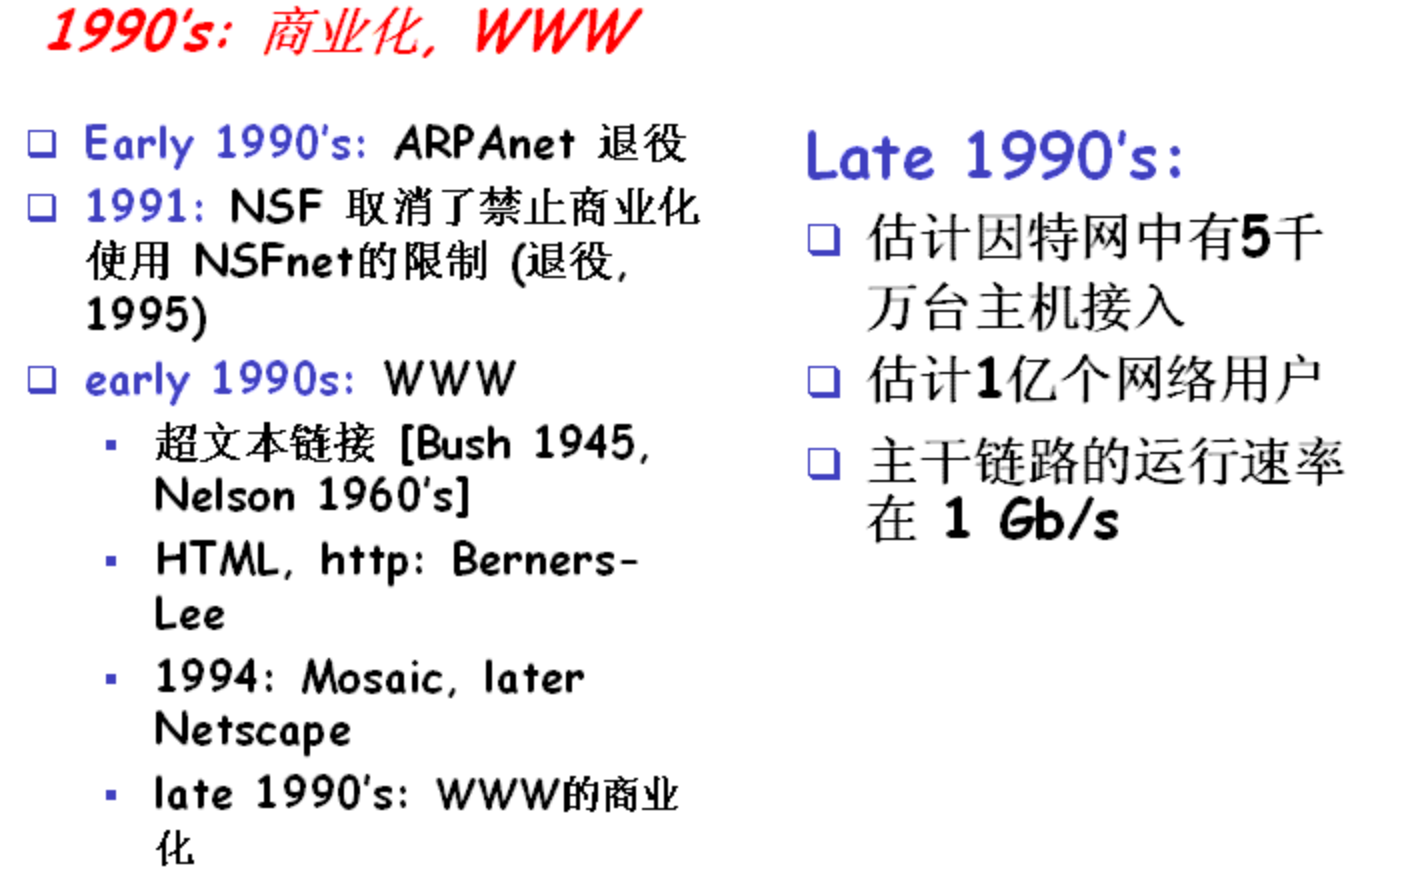 1990's: 商业化, WWW
Early 1990's: ARPAnet 退役
1991: NSF 取消了禁止商业化
使用 NSFnet的限制 (退役,
1995)
early 1990s: WWW
超文本链接 [Bush 1945,
Nelson 1960's]
HTML, http: Berners-
Lee
1994: Mosaic, later
Netscape
late 1990's: WWW的商业
化
Late 1990's:
估计因特网中有5千
万台主机接入
估计1亿个网络用户
主干链路的运行速率
在 1 Gb/s